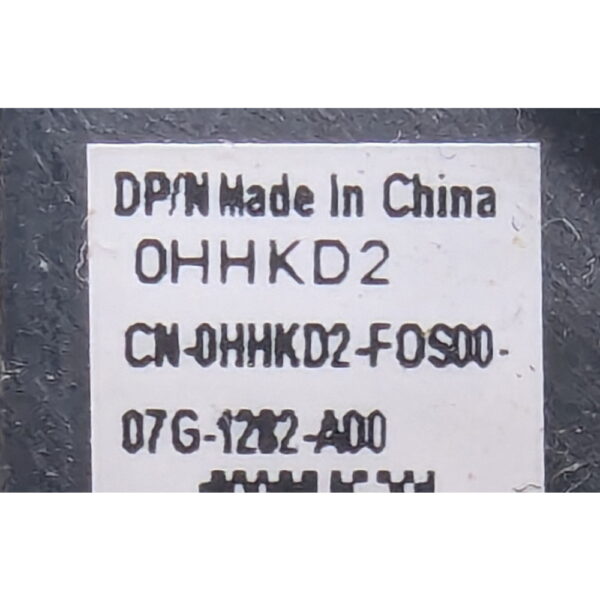 DP/N Made In China
0HHKD2
CN-0HHKD2-FOS00-
07G-1282-A00